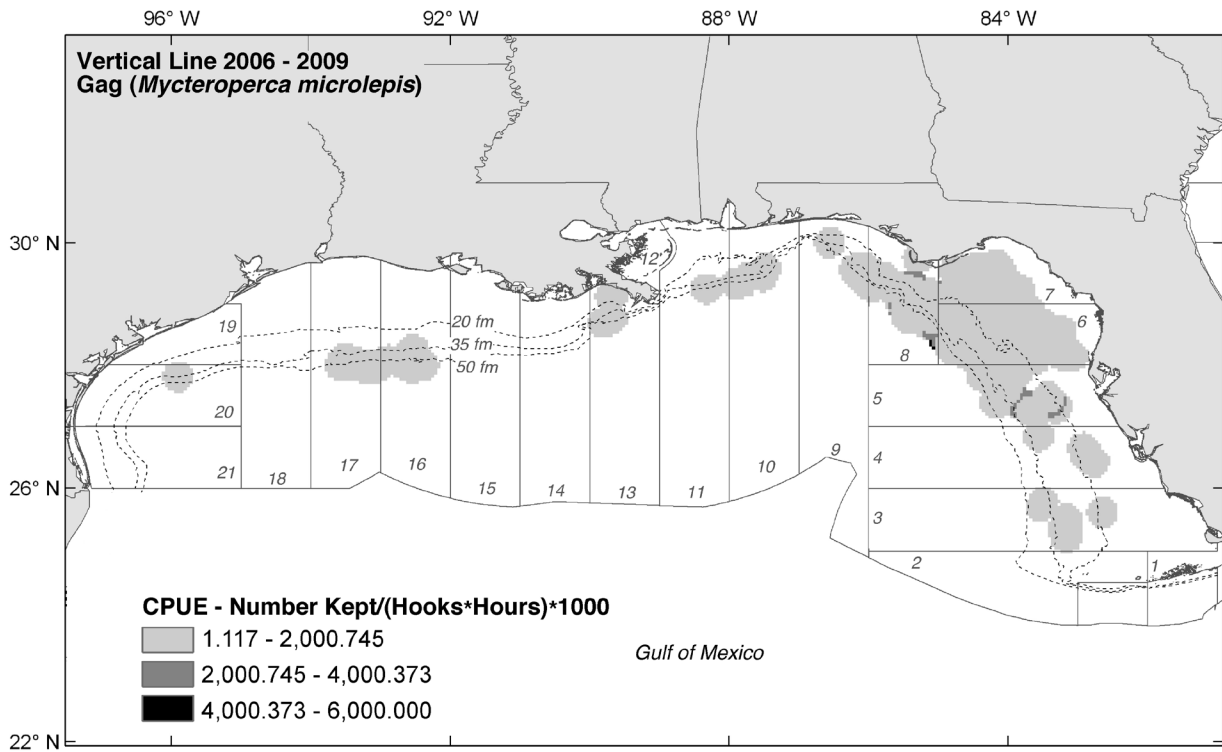 96° W 92° W 88° W 84° W
Vertical Line 2006 - 2009
Gag (Mycteroperca microlepis)
30° N
12
7
19
20 fm
6
35 fm
8
50 fm
5
20
4
9
21
18
17
16
15
14
13
11
10
26° N
3
2
1
CPUE - Number Kept/(Hooks*Hours)*1000
1.117 - 2,000.745
2,000.745 - 4,000.373
4,000.373 - 6,000.000
Gulf of Mexico
22° N